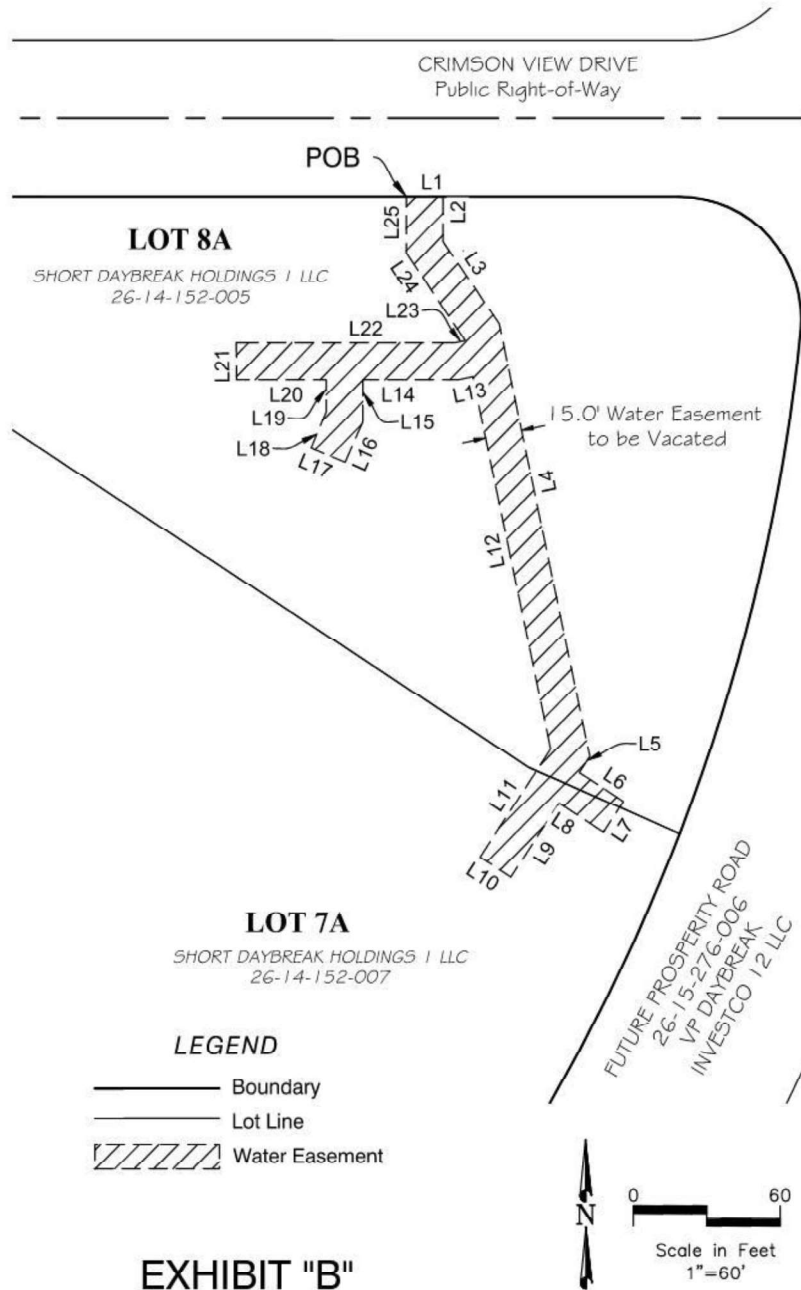 CRIMSON VIEW DRIVE
Public Right-of-Way
POB
L1
L25
L2
LOT 8A
SHORT DAYBREAK HOLDINGS 1 LLC
26-14-152-005
L3
L24
L23
L22
L21
L20
L14
L13
L19
L15
L18
L17
L16
15.0' Water Easement
to be Vacated
L4
L12
L5
L6
L11
L8
L7
L9
L10
LOT 7A
SHORT DAYBREAK HOLDINGS 1 LLC
26-14-152-007
FUTURE PROSPERITY ROAD
26-15-276-006
VP DAYBREAK
INVESTCO 12 LLC
LEGEND
Boundary
Lot Line
Water Easement
N
0 60
Scale in Feet
1"=60'
EXHIBIT "B"